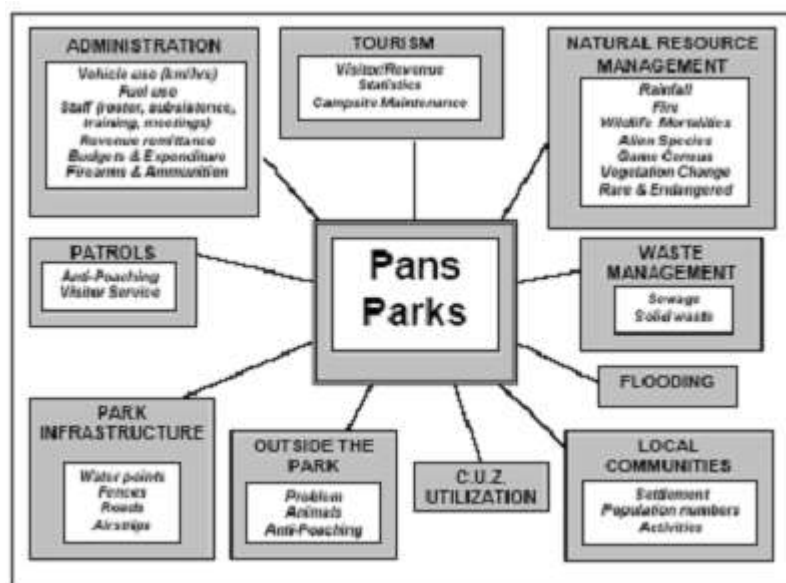 ADMINISTRATION
Vehicle use (km/hrs)
Fuel use
Staff (roster, subsistence,
training, meetings)
Revenue remittance
Budgets & Expenditure
Firearms & Ammunition
TOURISM
Visitor/Revenue
Statistics
Campsite Maintenance
NATURAL RESOURCE
MANAGEMENT
Rainfall
Fire
Wildlife Mortalities
Alien Species
Game Census
Vegetation Change
Rare & Endangered
PATROLS
Anti-Poaching
Visitor Service
Pans
Parks
WASTE
MANAGEMENT
Sewage
Solid waste
FLOODING
PARK
INFRASTRUCTURE
Water points
Fences
Roads
Airstrips
OUTSIDE THE
PARK
Problem
Animals
Anti-Poaching
C.U.Z.
UTILIZATION
LOCAL
COMMUNITIES
Settlement
Population numbers
Activities